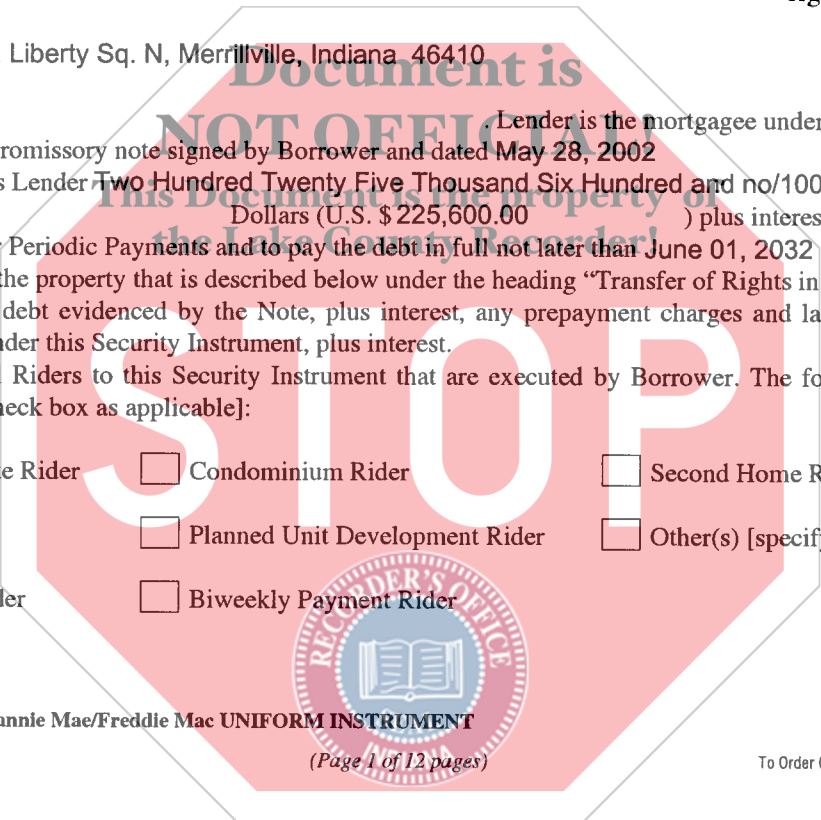 Liberty Sq. N, Merrillville, Indiana 46410
Document is
NOT OFFICIAL!
. Lender is the mortgagee under
romissory note signed by Borrower and dated May 28, 2002
s Lender Two Hundred Twenty Five Thousand Six Hundred and no/100
This Document is the property of
Dollars (U.S. $ 225,600.00 ) plus interes
the Lake County Recorder!
Periodic Payments and to pay the debt in full not later than June 01, 2032
the property that is described below under the heading “Transfer of Rights in
debt evidenced by the Note, plus interest, any prepayment charges and la
nder this Security Instrument, plus interest.
STOP
Riders to this Security Instrument that are executed by Borrower. The fo
heck box as applicable]:
e Rider Condominium Rider Second Home R
Planned Unit Development Rider Other(s) [specify
ler Biweekly Payment Rider
RECORDER'S OFFICE
annie Mae/Freddie Mac UNIFORM INSTRUMENT
INDIANA
(Page 1 of 12 pages)
To Order